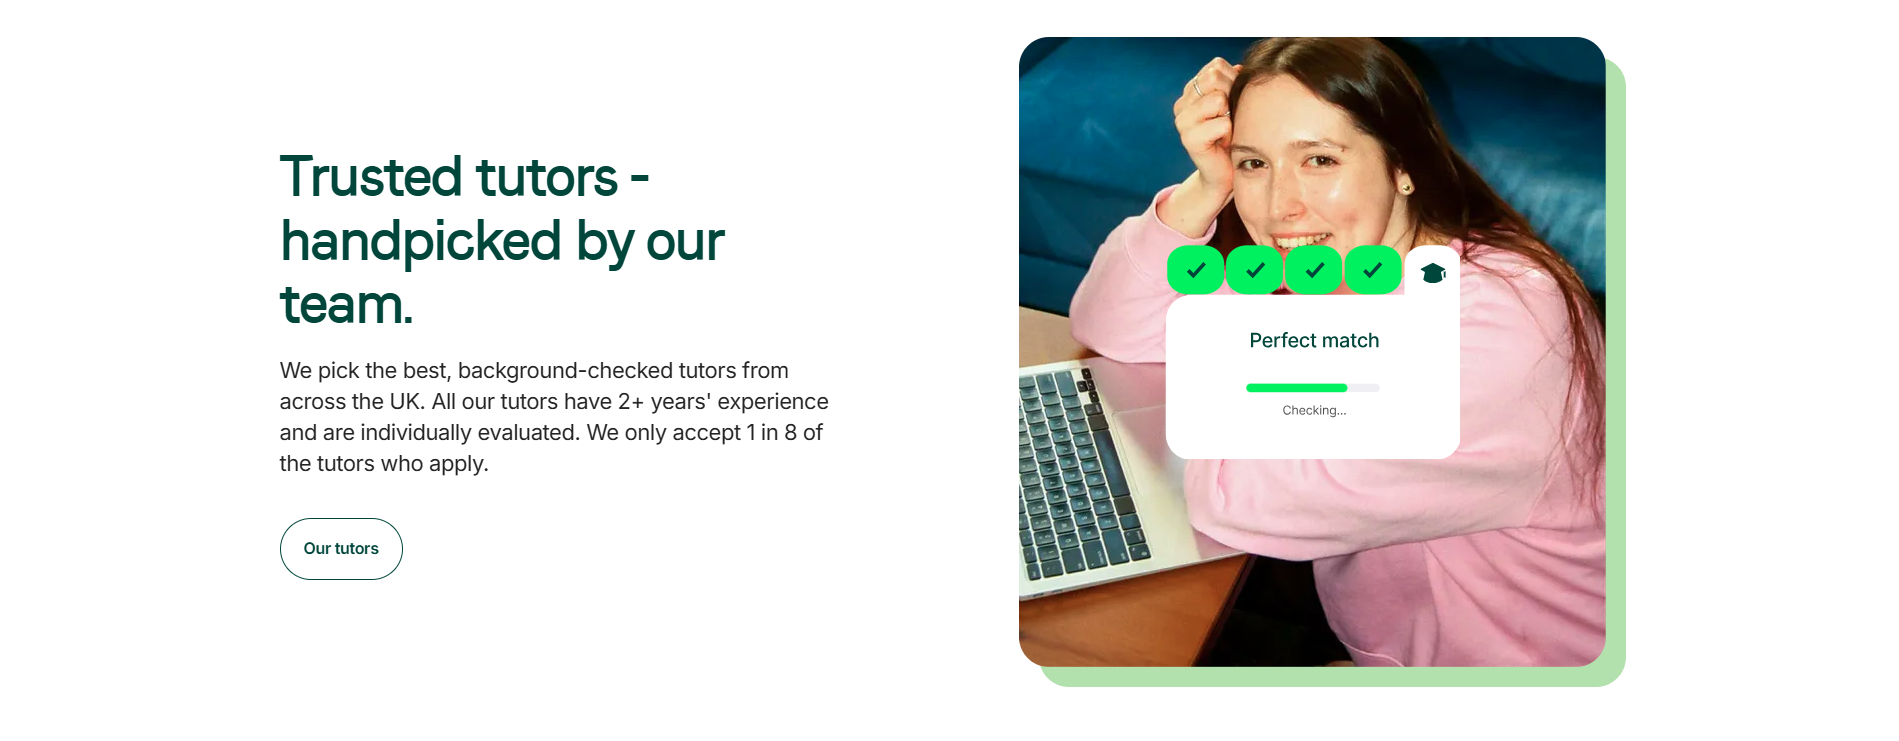 Trusted tutors -
handpicked by our
team.
We pick the best, background-checked tutors from
across the UK. All our tutors have 2+ years' experience
and are individually evaluated. We only accept 1 in 8 of
the tutors who apply.
Our tutors
Perfect match
Checking...